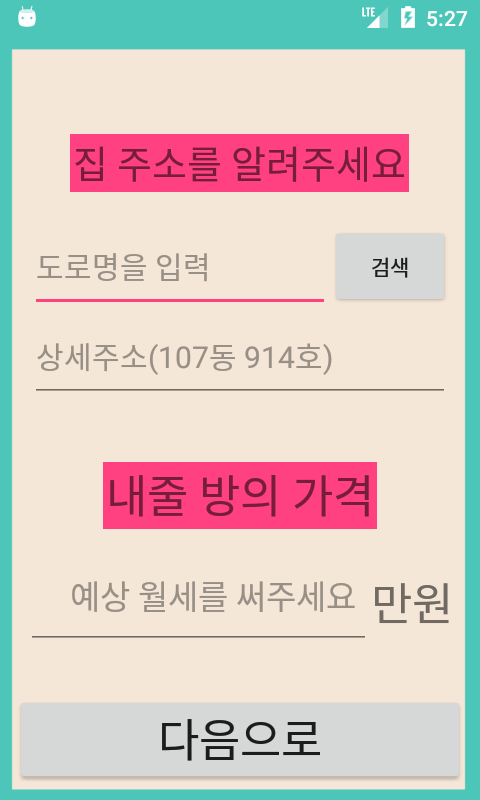 LTE 5:27
집 주소를 알려주세요
도로명을 입력 검색
상세주소(107동 914호)
내줄 방의 가격
예상 월세를 써주세요 만원
다음으로